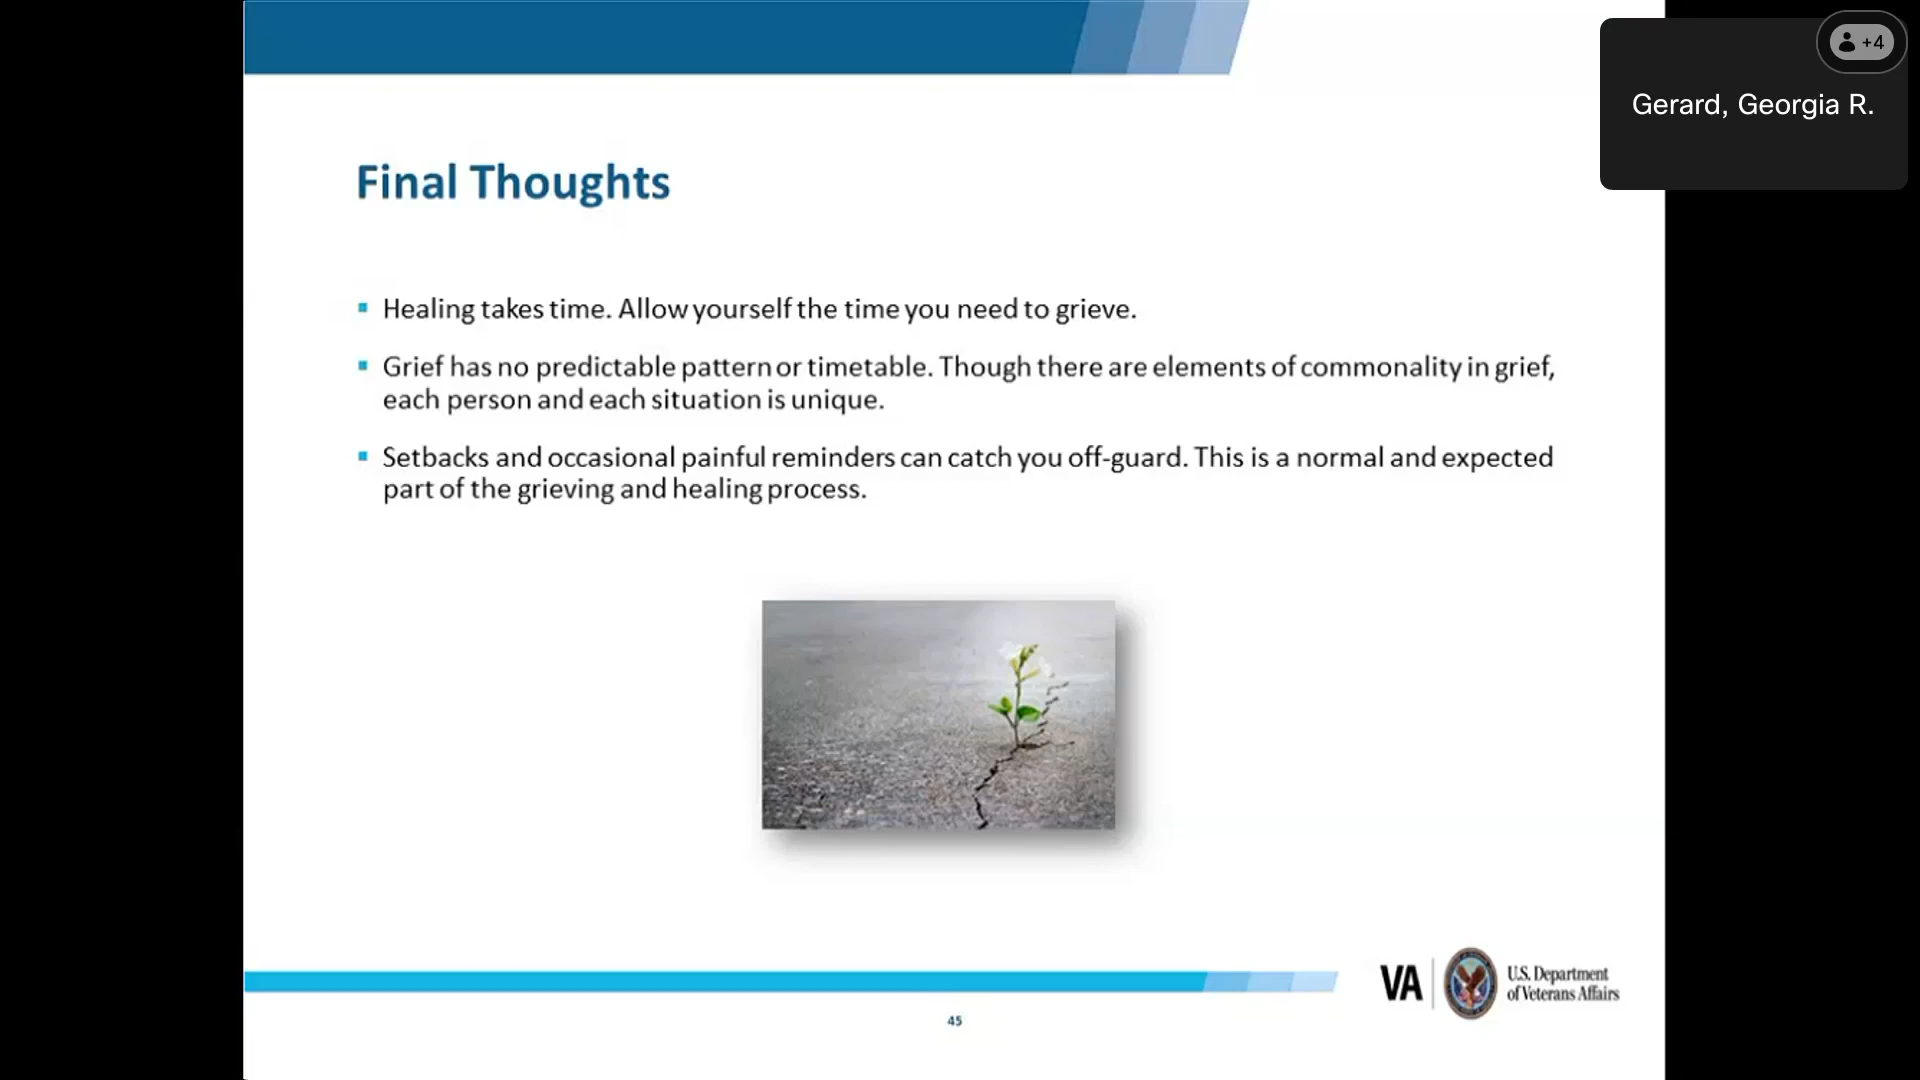 +4
Gerard, Georgia R.
Final Thoughts
Healing takes time. Allow yourself the time you need to grieve.
Grief has no predictable pattern or timetable. Though there are elements of commonality in grief,
each person and each situation is unique.
Setbacks and occasional painful reminders can catch you off-guard. This is a normal and expected
part of the grieving and healing process.
VA
U.S. Department
of Veterans Affairs
45